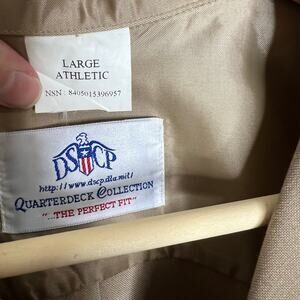 LARGE
ATHLETIC
NSN: 8405015396957
DSCP
http://www.dscp.dla.mil/
QUARTERDECK COLLECTION
"...THE PERFECT FIT"